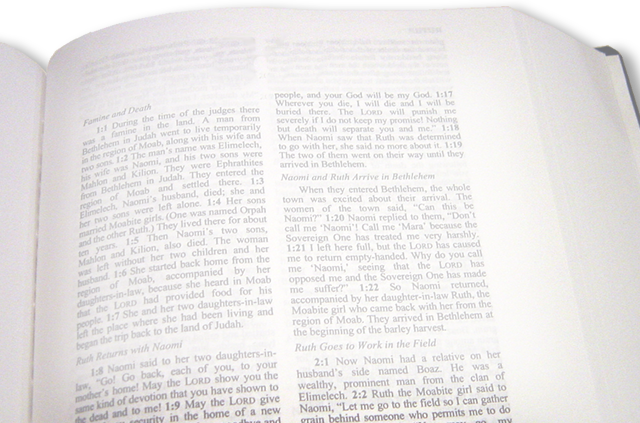 Famine and Death
1:1 During the time of the judges there
was a famine in the land. A man from
Bethlehem in Judah went to live temporarily
in the region of Moab, along with his wife and
two sons. 1:2 The man's name was Elimelech,
his wife was Naomi, and his two sons were
Mahlon and Kilion. They were Ephrathites
from Bethlehem in Judah. They entered the
region of Moab and settled there. 1:3
Elimelech, Naomi's husband, died; she and
her two sons were left alone. 1:4 Her sons
married Moabite girls. (One was named Orpah
and the other Ruth.) They lived there for about
ten years. 1:5 Then Naomi's two sons,
Mahlon and Kilion, also died. The woman
was left without her two children and her
husband. 1:6 She started back home from the
region of Moab, accompanied by her
daughters-in-law, because she heard in Moab
that the LORD had provided food for his
people. 1:7 She and her two daughters-in-law
left the place where she had been living and
began the trip back to the land of Judah.
Ruth Returns with Naomi
1:8 Naomi said to her two daughters-in-
law, "Go! Go back, each of you, to your
mother's home! May the LORD show you the
same kind of devotion that you have shown to
the dead and to me! 1:9 May the LORD give
security in the home of a new
people, and your God will be my God. 1:17
Wherever you die, I will die and I will be
buried there. The LORD will punish me
severely if I do not keep my promise! Nothing
but death will separate you and me." 1:18
When Naomi saw that Ruth was determined
to go with her, she said no more about it. 1:19
The two of them went on their way until they
arrived in Bethlehem.
Naomi and Ruth Arrive in Bethlehem
When they entered Bethlehem, the whole
town was excited about their arrival. The
women of the town said, "Can this be
Naomi?" 1:20 Naomi replied to them, "Don't
call me 'Naomi'! Call me 'Mara' because the
Sovereign One has treated me very harshly.
1:21 I left here full, but the LORD has caused
me to return empty-handed. Why do you call
me 'Naomi,' seeing that the LORD has
opposed me and the Sovereign One has made
me suffer?" 1:22 So Naomi returned,
accompanied by her daughter-in-law Ruth, the
Moabite girl who came back with her from the
region of Moab. They arrived in Bethlehem at
the beginning of the barley harvest.
Ruth Goes to Work in the Field
2:1 Now Naomi had a relative on her
husband's side named Boaz. He was a
wealthy, prominent man from the clan of
Elimelech. 2:2 Ruth the Moabite girl said to
Naomi, "Let me go to the field so I can gather
grain behind someone who permits me to do